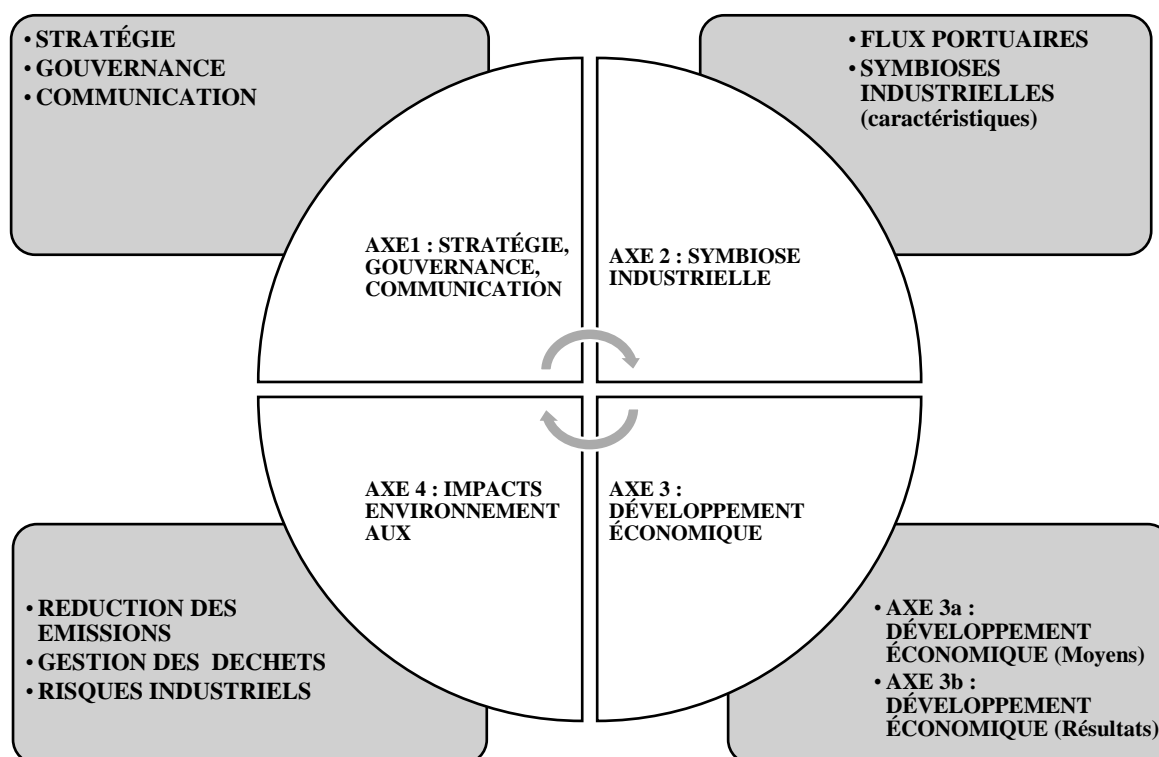 • STRATÉGIE
• GOUVERNANCE
• COMMUNICATION
• FLUX PORTUAIRES
• SYMBIOSES
INDUSTRIELLES
(caractéristiques)
AXE1 : STRATÉGIE,
GOUVERNANCE,
COMMUNICATION
AXE 2 : SYMBIOSE
INDUSTRIELLE
AXE 4 : IMPACTS
ENVIRONNEMENT
AUX
AXE 3 :
DÉVELOPPEMENT
ÉCONOMIQUE
• REDUCTION DES
EMISSIONS
• GESTION DES DECHETS
• RISQUES INDUSTRIELS
• AXE 3a :
DÉVELOPPEMENT
ÉCONOMIQUE (Moyens)
• AXE 3b :
DÉVELOPPEMENT
ÉCONOMIQUE (Résultats)